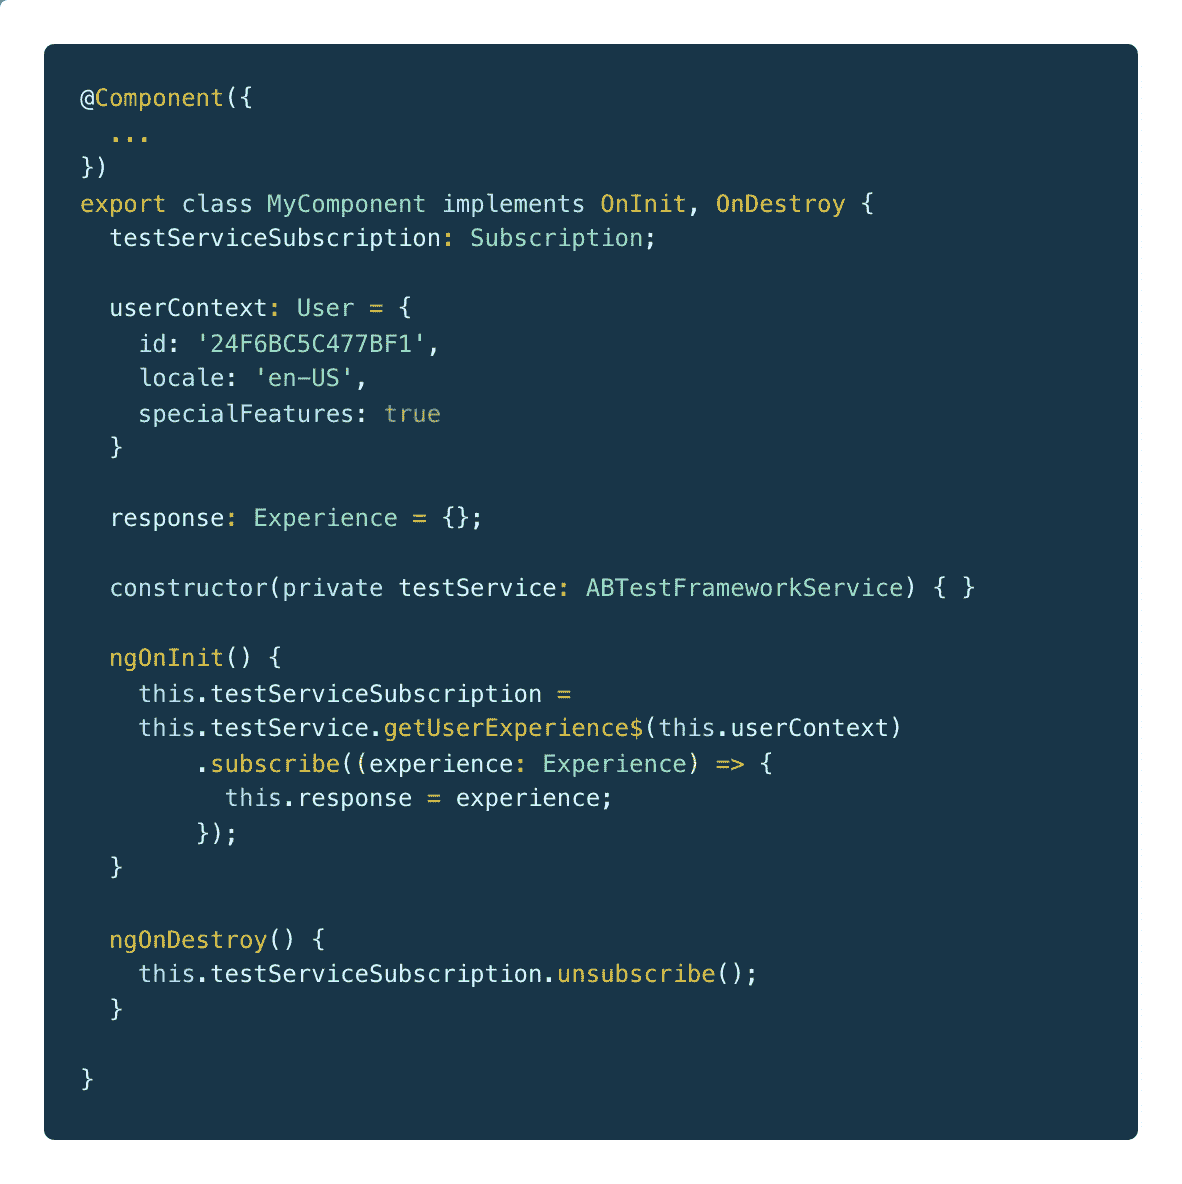 @Component({
  ...
})
export class MyComponent implements OnInit, OnDestroy {
  testServiceSubscription: Subscription;

  userContext: User = {
    id: '24F6BC5C477BF1',
    locale: 'en-US',
    specialFeatures: true
  }

  response: Experience = {};

  constructor(private testService: ABTestFrameworkService) { }

  ngOnInit() {
    this.testServiceSubscription =
    this.testService.getUserExperience$(this.userContext)
        .subscribe((experience: Experience) => {
          this.response = experience;
        });
  }

  ngOnDestroy() {
    this.testServiceSubscription.unsubscribe();
  }

}